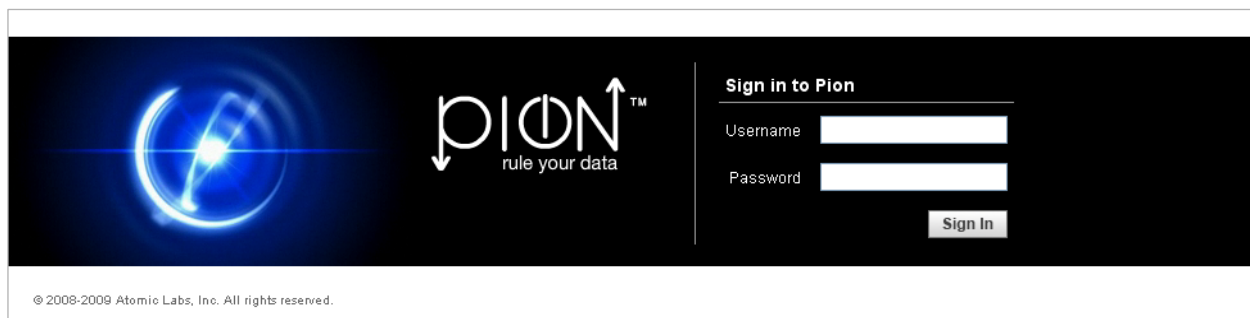 PION™
rule your data
Sign in to Pion
Username
Password
Sign In
© 2008-2009 Atomic Labs, Inc. All rights reserved.